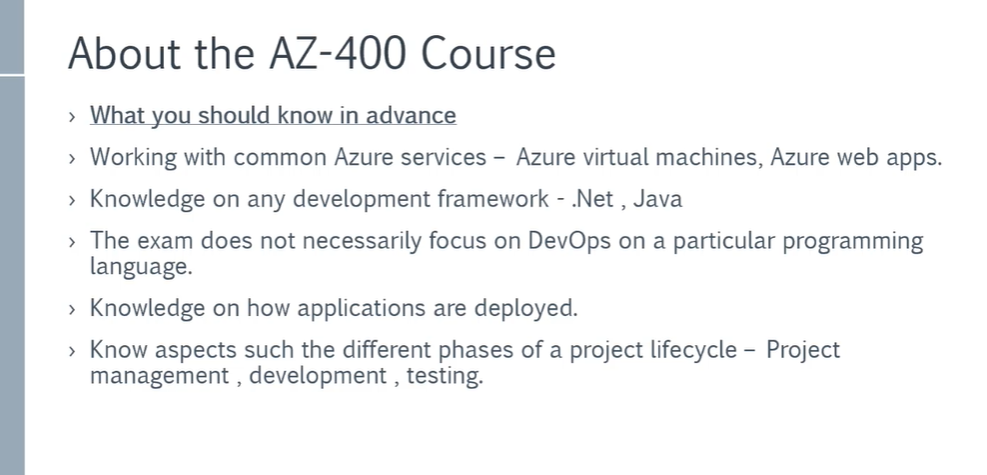 About the AZ-400 Course
› What you should know in advance
› Working with common Azure services – Azure virtual machines, Azure web apps.
› Knowledge on any development framework - .Net , Java
› The exam does not necessarily focus on DevOps on a particular programming
language.
› Knowledge on how applications are deployed.
› Know aspects such the different phases of a project lifecycle – Project
management , development , testing.